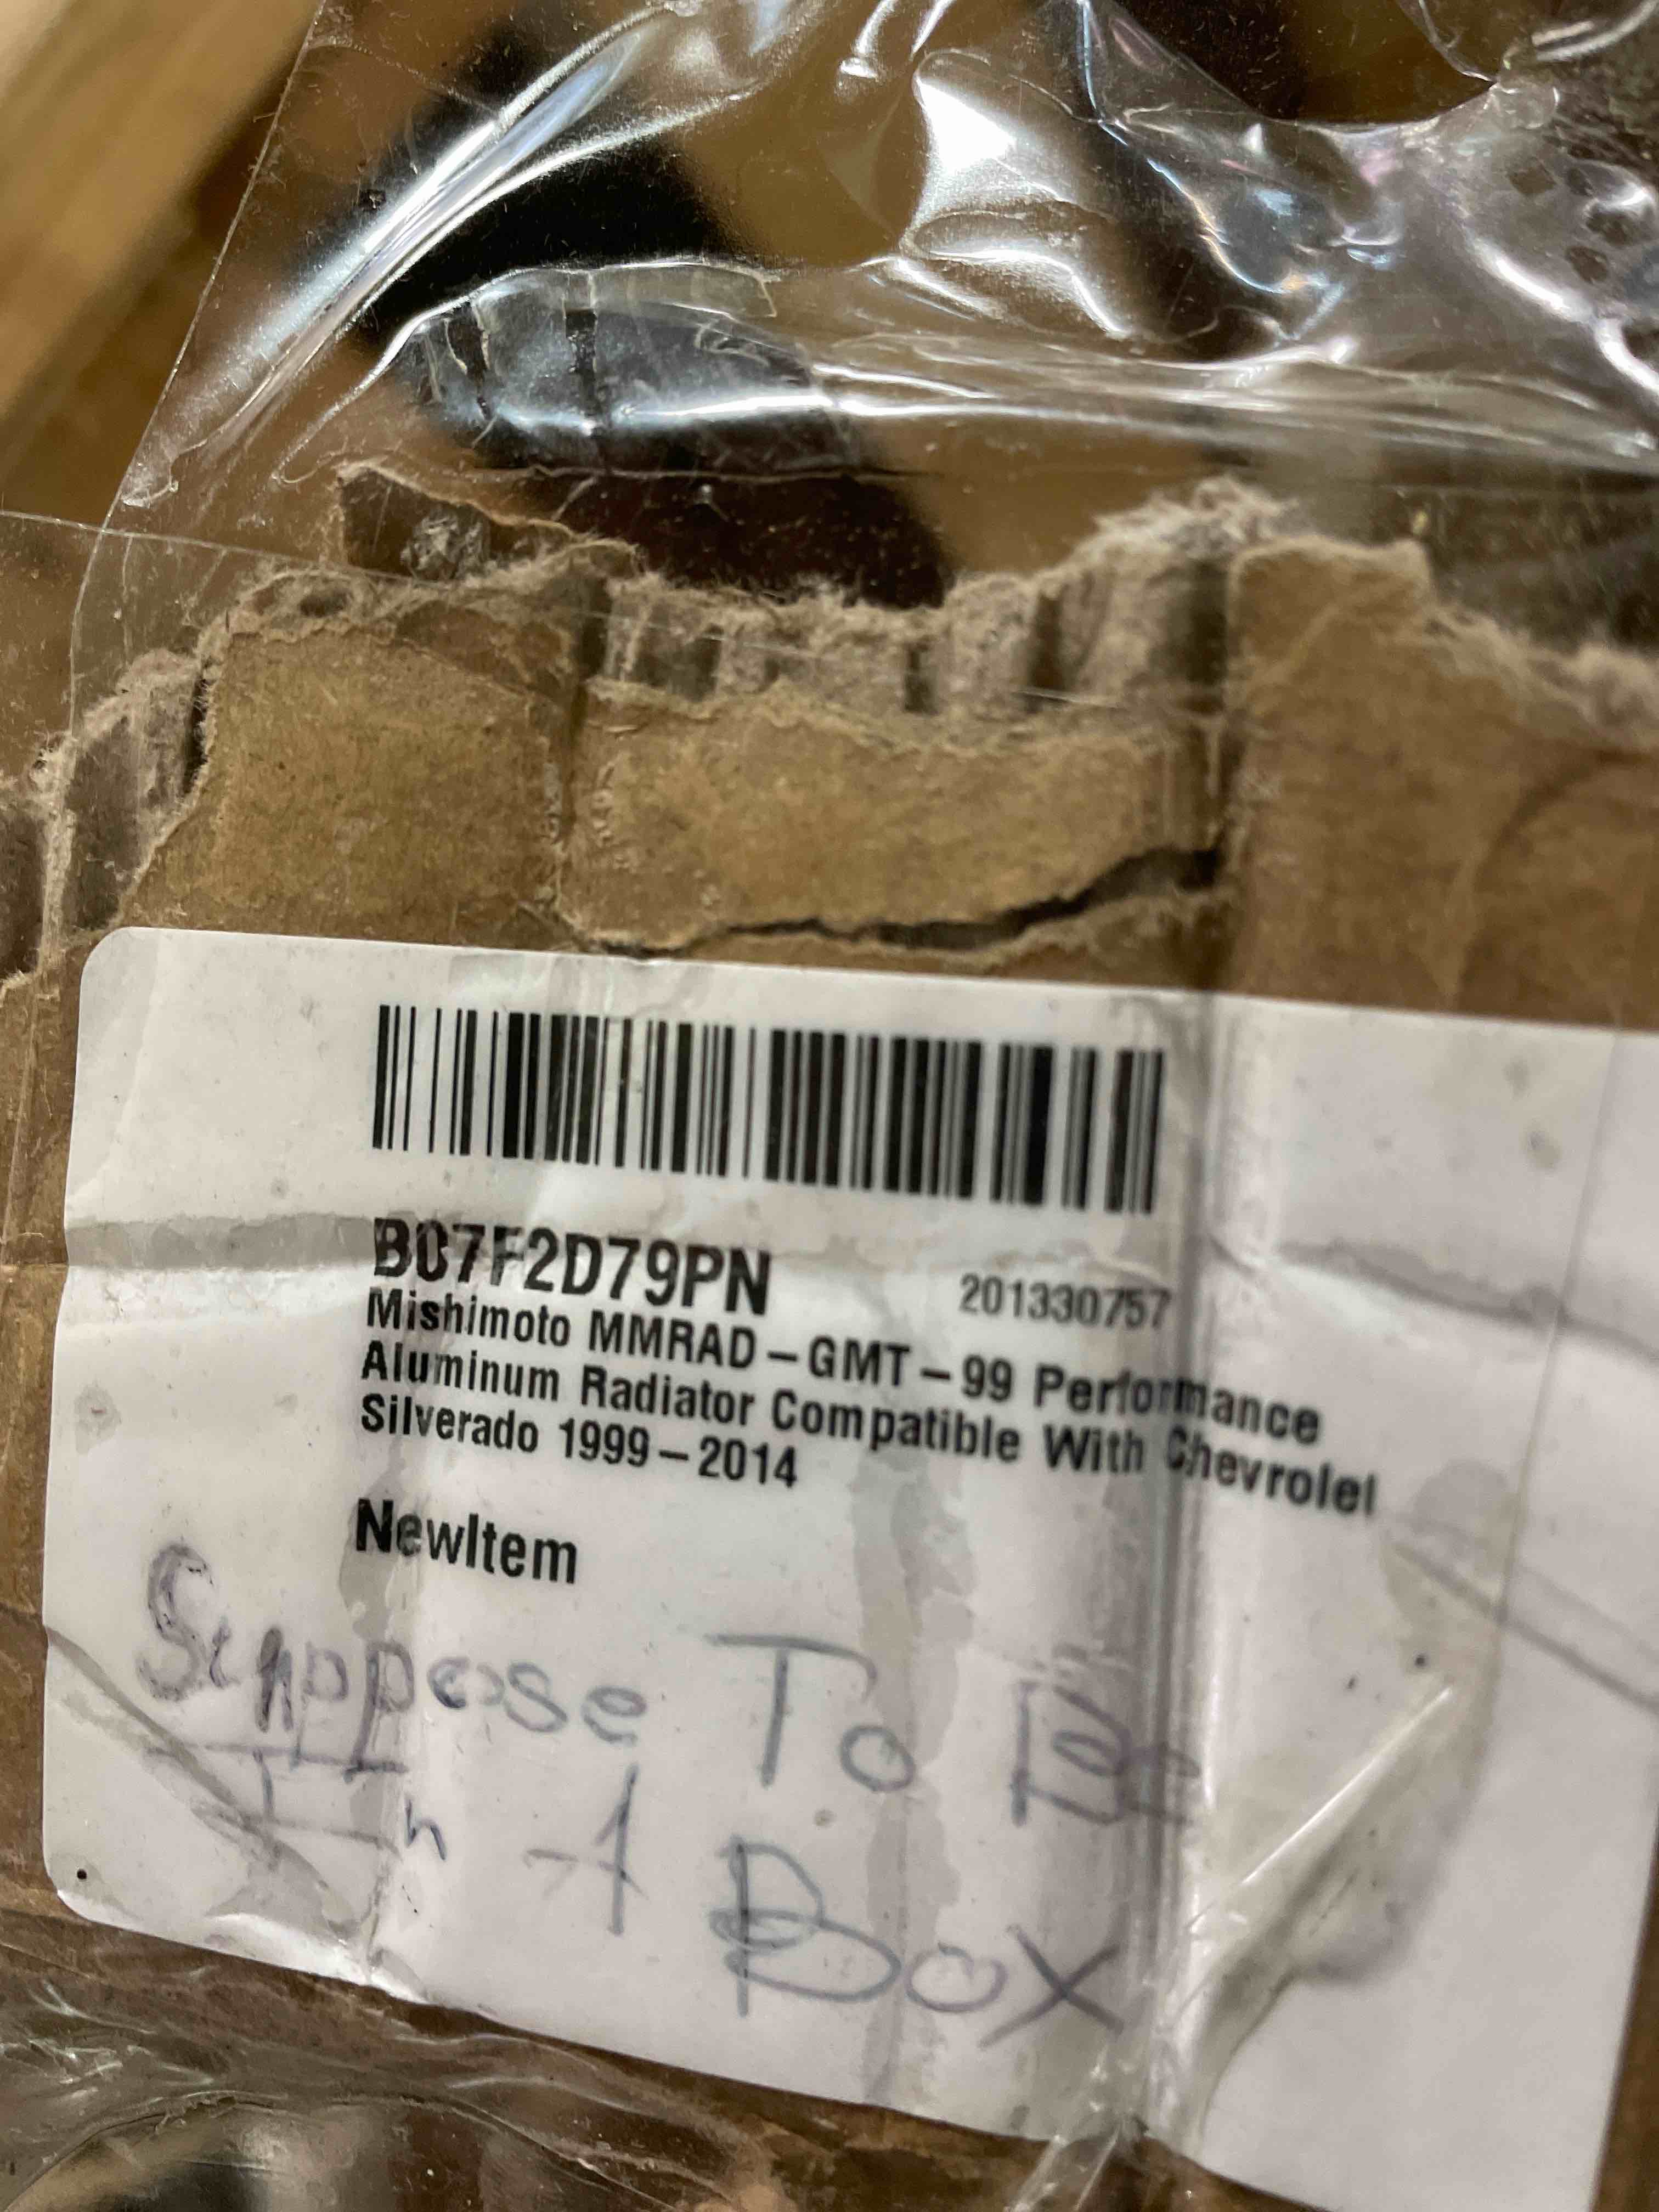 B07F2D79PN 201330757
Mishimoto MMRAD-GMT-99 Performance
Aluminum Radiator Compatible With Chevrolet
Silverado 1999-2014
NewItem
Suppose To Be
In A Box